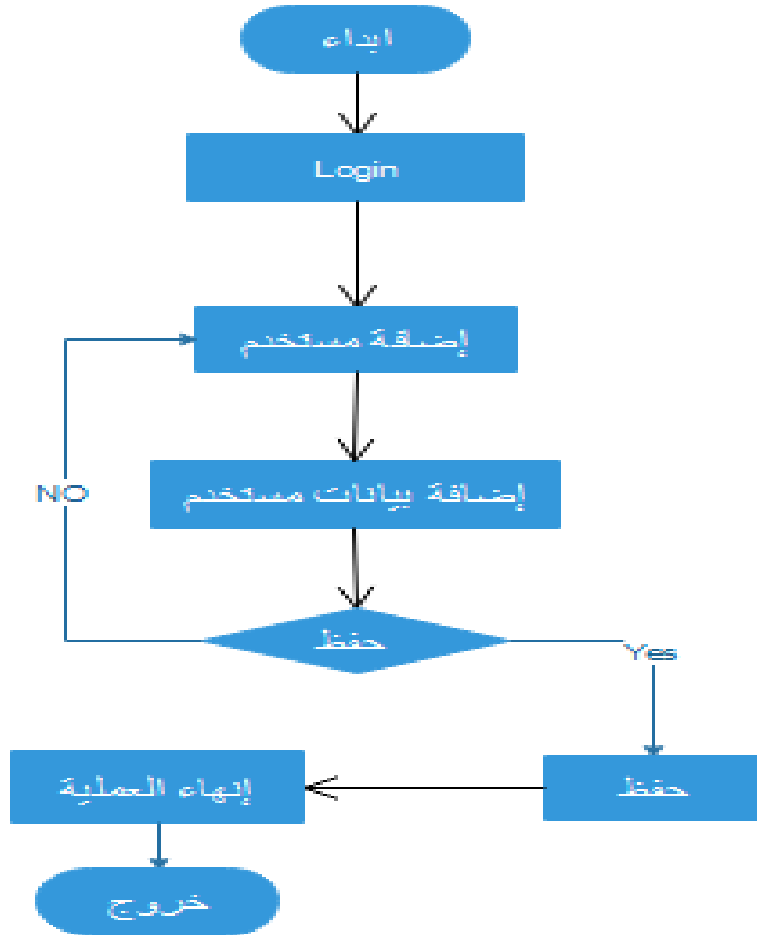 ابداء
Login
إضافة مستخدم
إضافة بيانات مستخدم
NO
حفظ
Yes
حفظ
إنهاء العملية
خروج